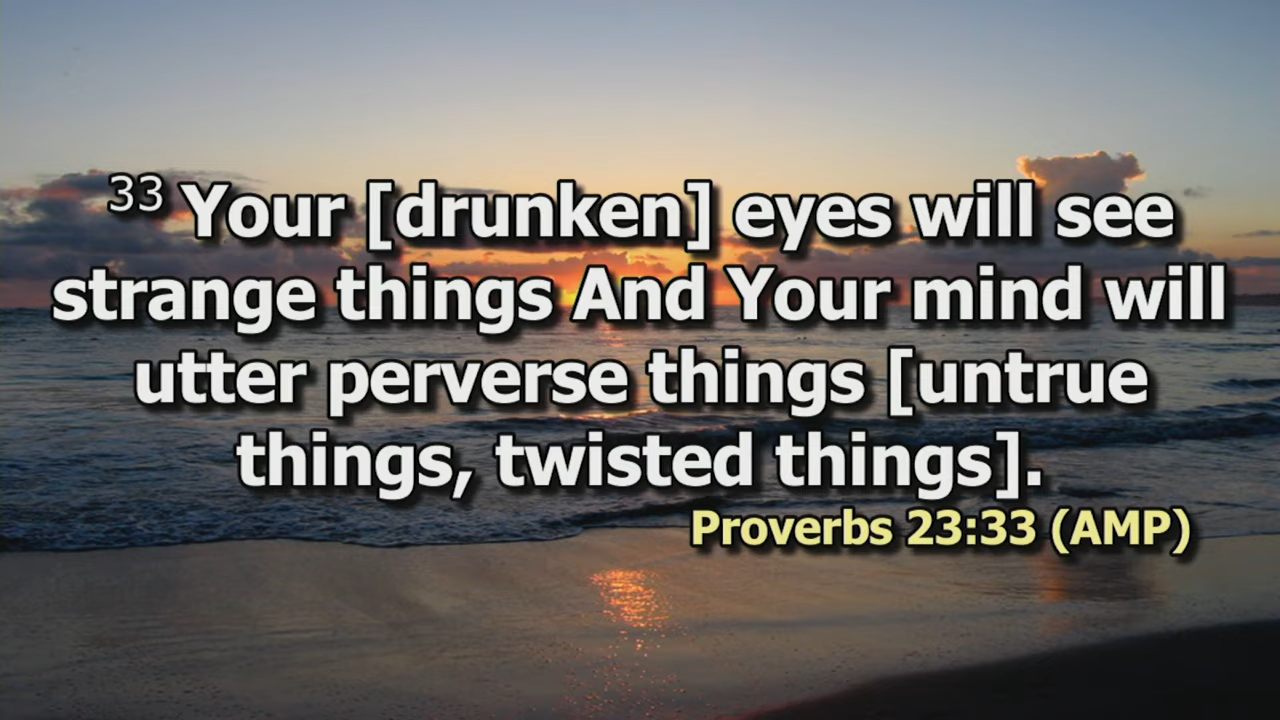 33 Your [drunken] eyes will see
strange things And Your mind will
utter perverse things [untrue
things, twisted things].
Proverbs 23:33 (AMP)